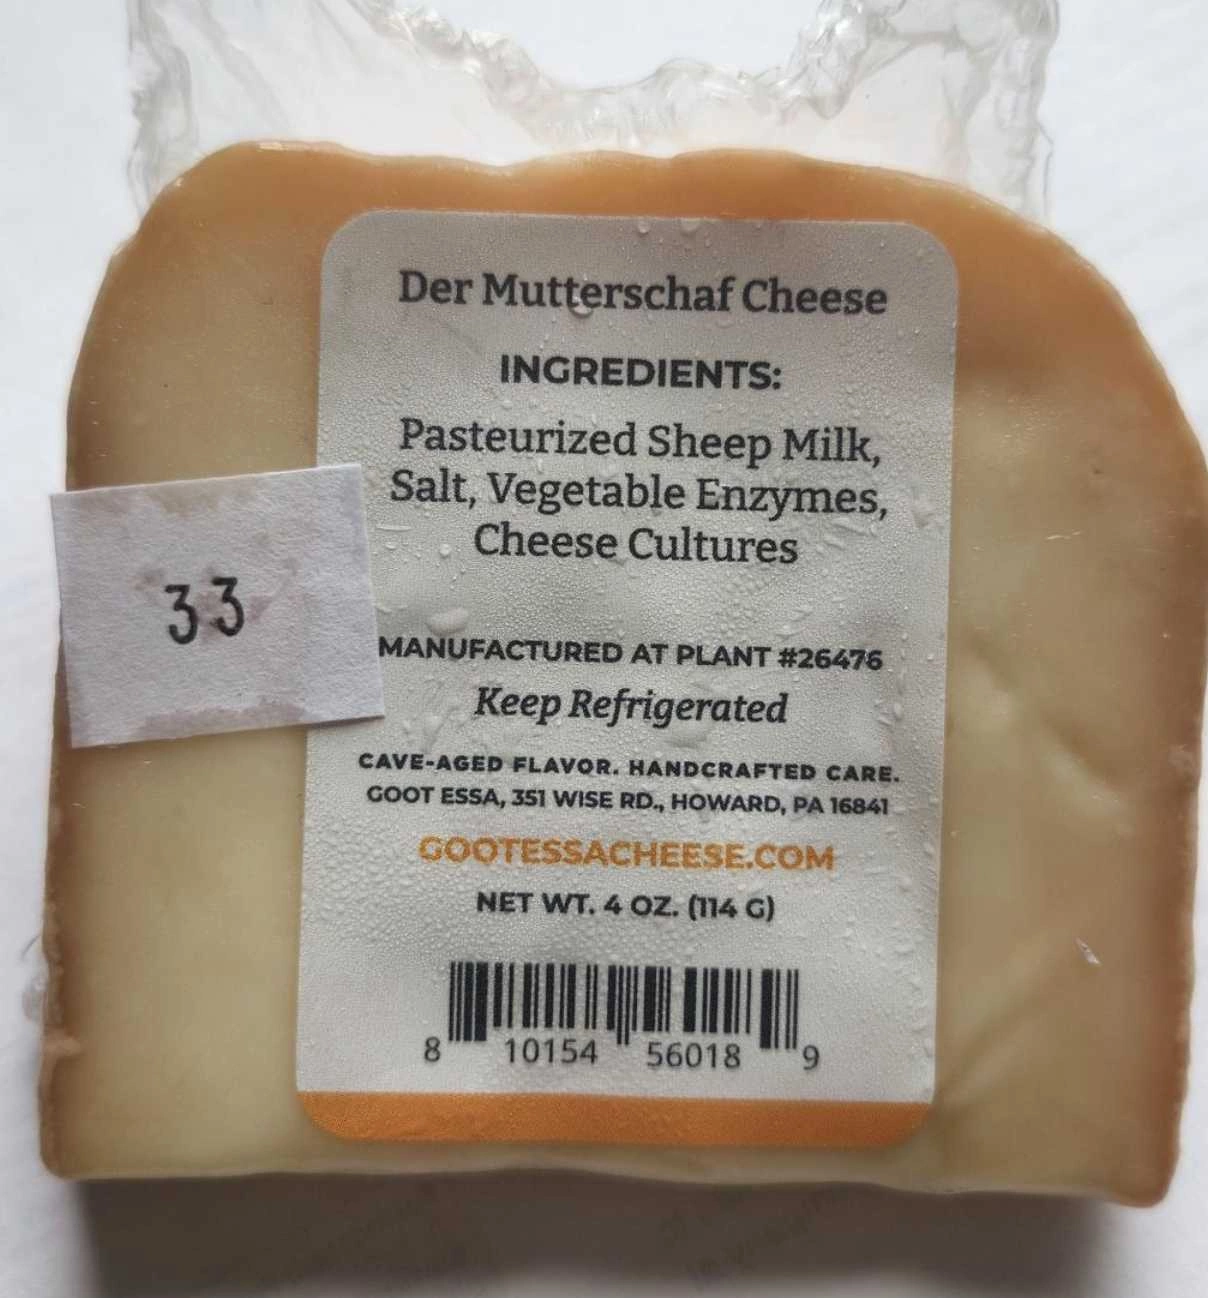 Der Mutterschaf Cheese
INGREDIENTS:
Pasteurized Sheep Milk,
Salt, Vegetable Enzymes,
Cheese Cultures
33
MANUFACTURED AT PLANT #26476
Keep Refrigerated
CAVE-AGED FLAVOR. HANDCRAFTED CARE.
GOOT ESSA, 351 WISE RD., HOWARD, PA 16841
GOOTESSACHEESE.COM
NET WT. 4 OZ. (114 G)
8 10154 56018 9